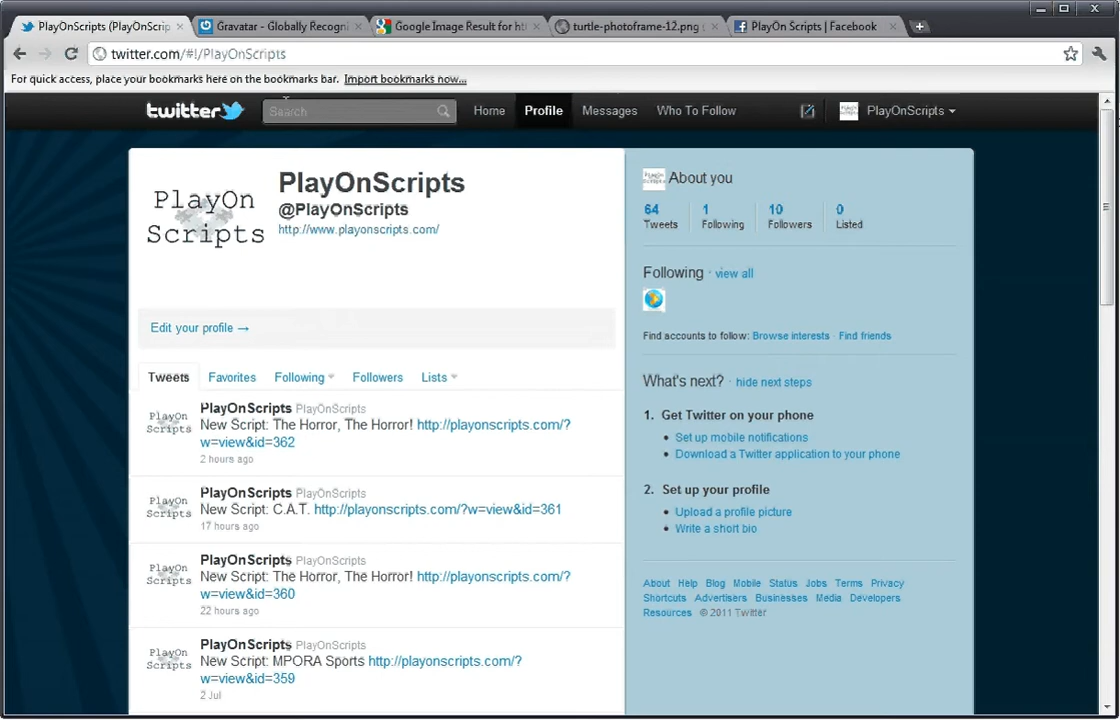 PlayOnScripts (PlayOnScrip
Gravatar - Globally Recogni
Google Image Result for ht
turtle-photoframe-12.png
PlayOn Scripts | Facebook
twitter.com/#!/PlayOnScripts
For quick access, place your bookmarks here on the bookmarks bar. Import bookmarks now...
twitter
Search
Home
Profile
Messages
Who To Follow
PlayOnScripts
PlayOn
Scripts
PlayOnScripts
@PlayOnScripts
http://www.playonscripts.com/
Edit your profile →
Tweets
Favorites
Following
Followers
Lists
PlayOn
Scripts
PlayOnScripts PlayOnScripts
New Script: The Horror, The Horror! http://playonscripts.com/?
w=view&id=362
2 hours ago
PlayOn
Scripts
PlayOnScripts PlayOnScripts
New Script: C.A.T. http://playonscripts.com/?w=view&id=361
17 hours ago
PlayOn
Scripts
PlayOnScripts PlayOnScripts
New Script: The Horror, The Horror! http://playonscripts.com/?
w=view&id=360
22 hours ago
PlayOn
Scripts
PlayOnScripts PlayOnScripts
New Script: MPORA Sports http://playonscripts.com/?
w=view&id=359
2 Jul
About you
64 1 10 0
Tweets Following Followers Listed
Following · view all
Find accounts to follow: Browse interests · Find friends
What's next? · hide next steps
1. Get Twitter on your phone
• Set up mobile notifications
• Download a Twitter application to your phone
2. Set up your profile
• Upload a profile picture
• Write a short bio
About Help Blog Mobile Status Jobs Terms Privacy
Shortcuts Advertisers Businesses Media Developers
Resources © 2011 Twitter